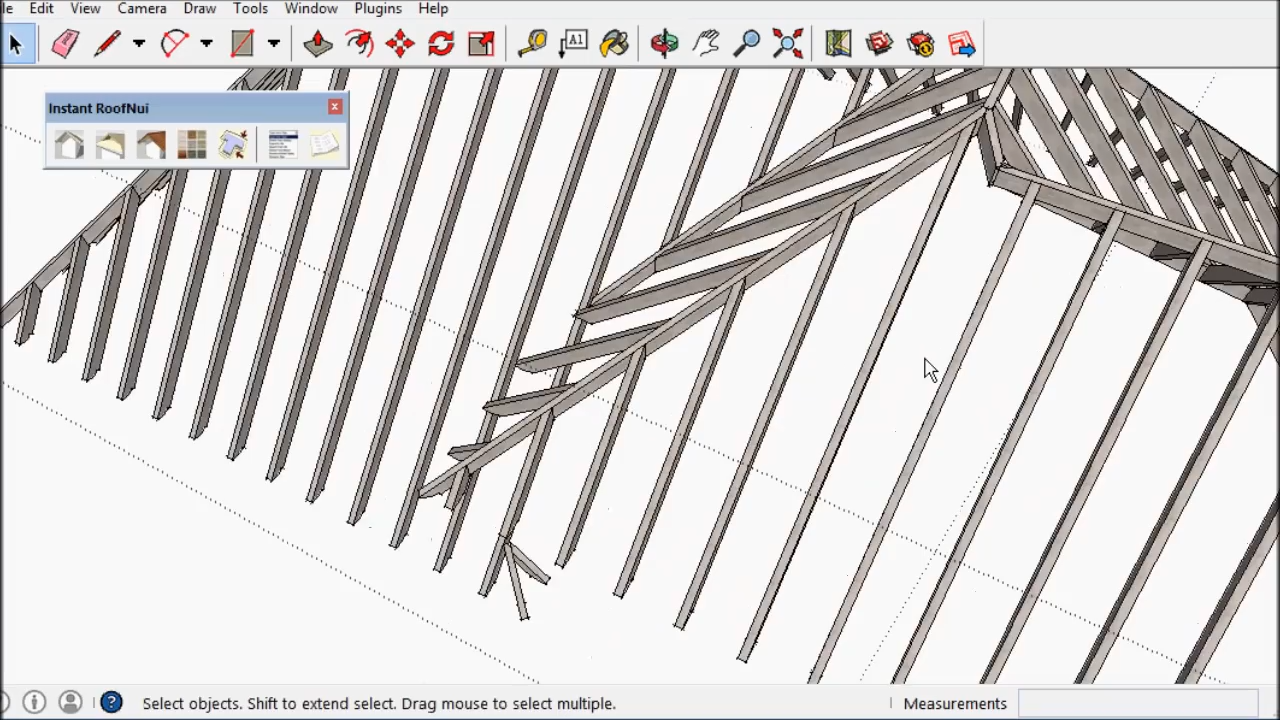 le Edit View Camera Draw Tools Window Plugins Help
A1
Instant RoofNui x
? Select objects. Shift to extend select. Drag mouse to select multiple. Measurements